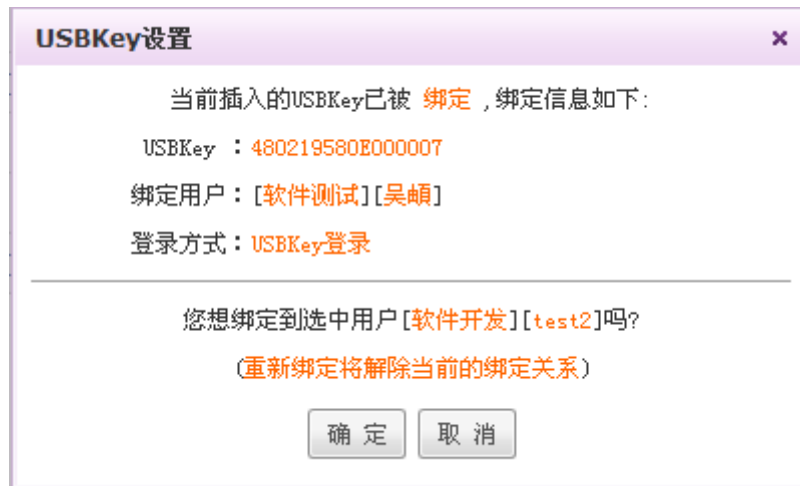 USBKey设置
当前插入的USBKey已被 绑定 ,绑定信息如下:
USBKey :480219580E000007
绑定用户:[软件测试][吴頔]
登录方式:USBKey登录
您想绑定到选中用户[软件开发][test2]吗?
(重新绑定将解除当前的绑定关系)
确 定
取 消